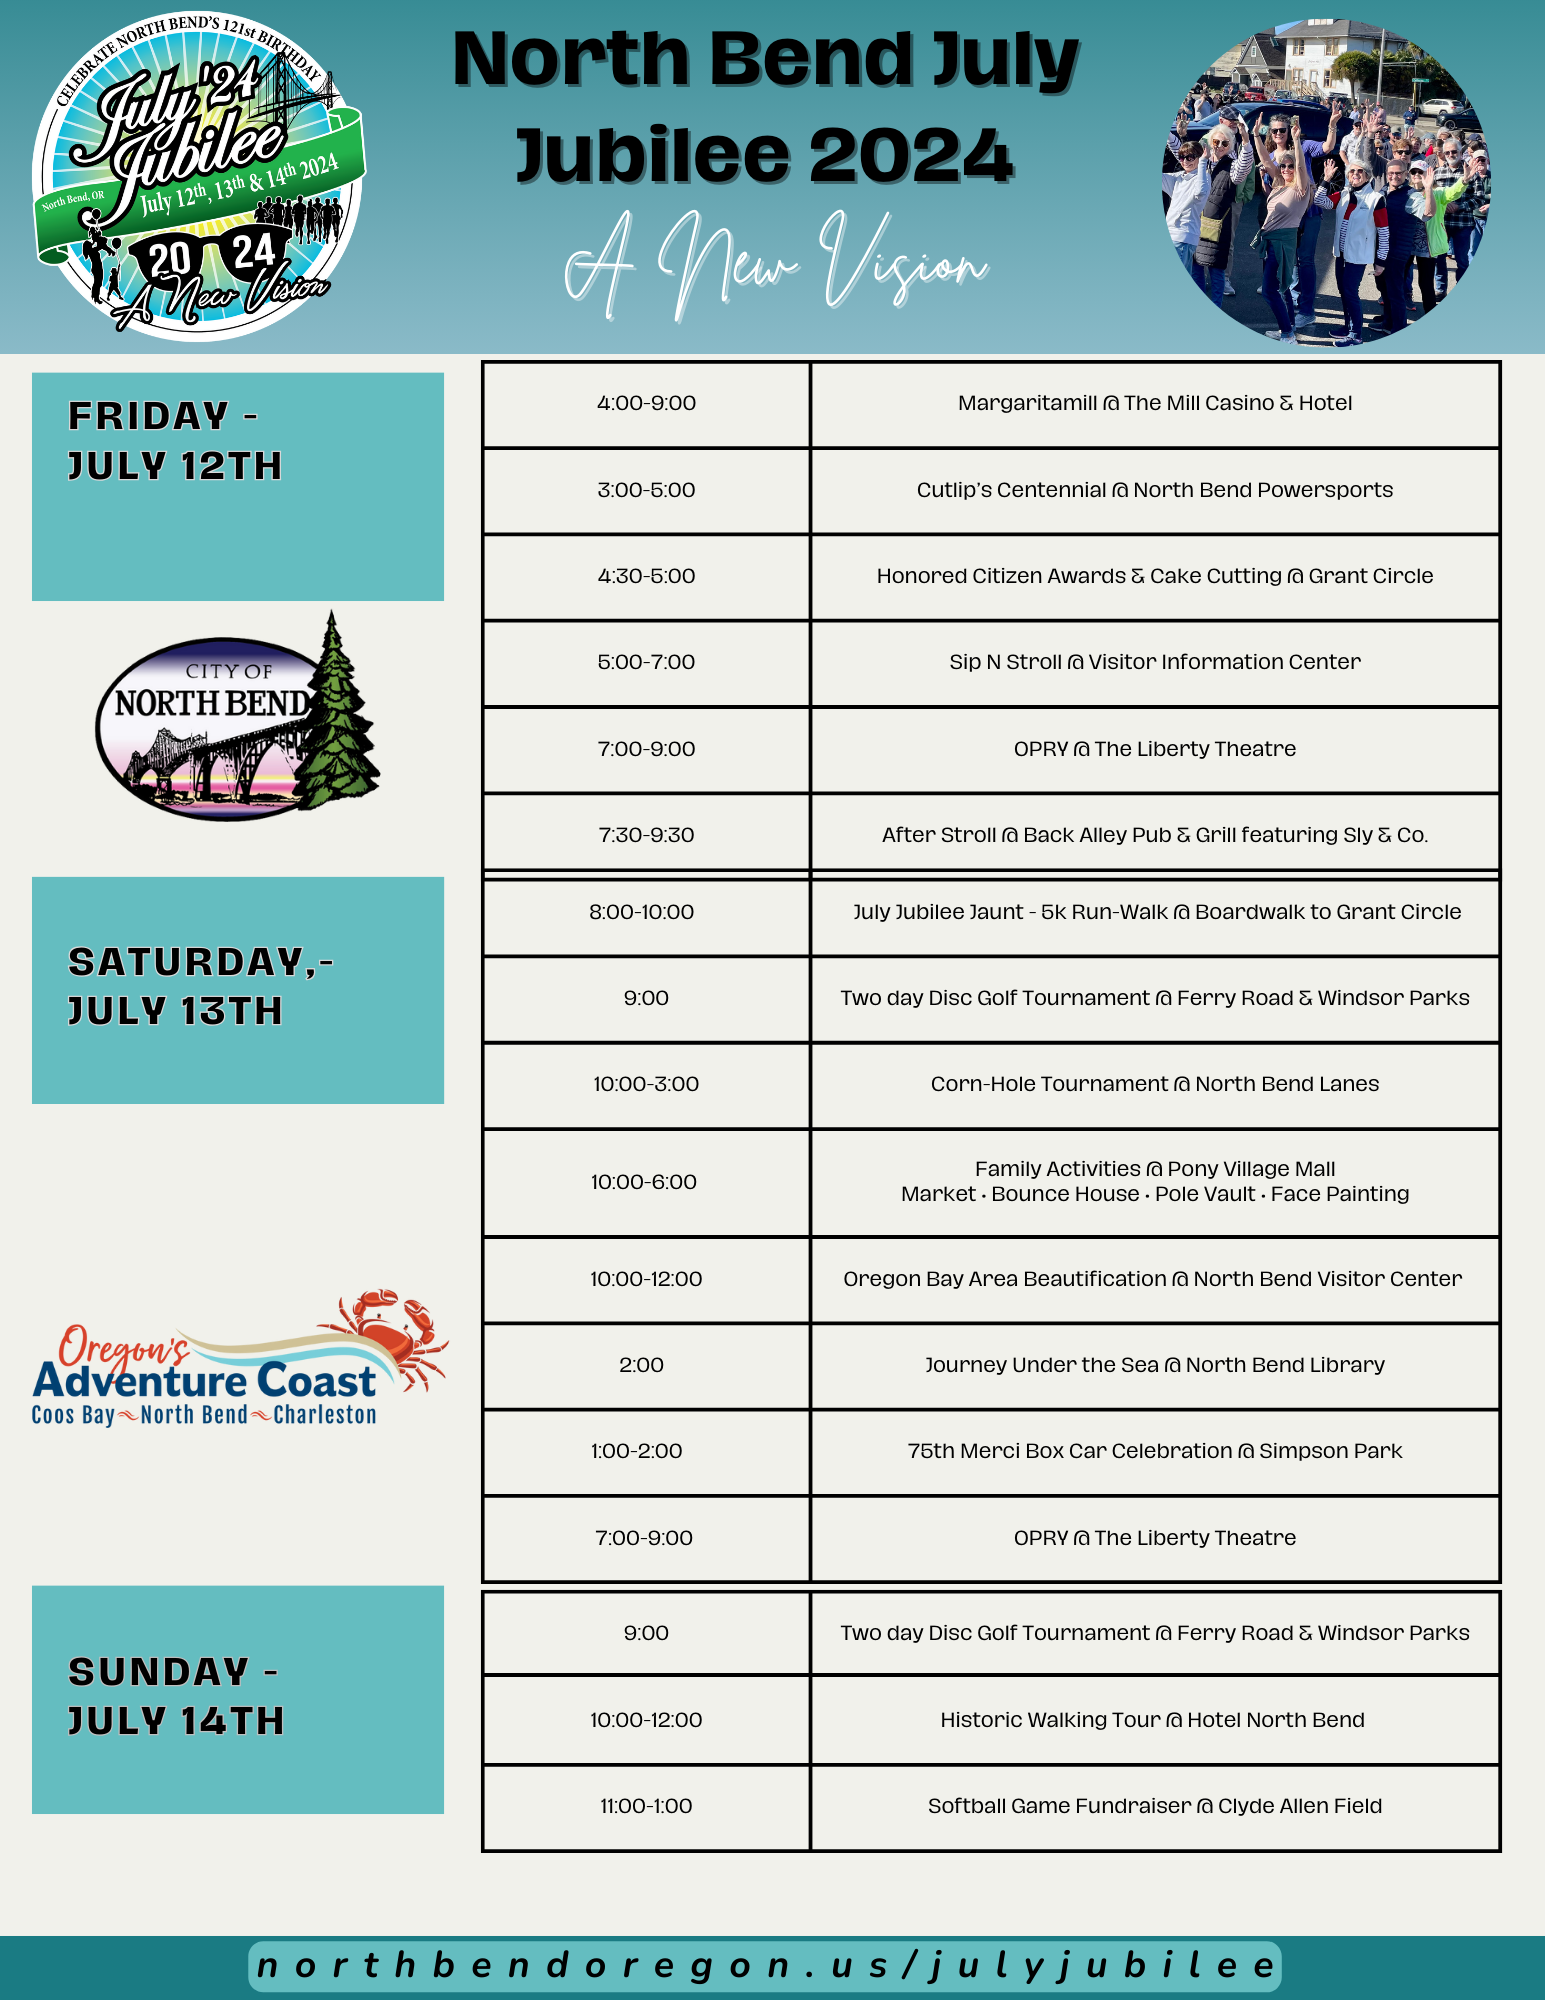 CELEBRATE NORTH BEND'S 121st BIRTHDAY
July '24
Jubilee
North Bend, OR
July 12th, 13th & 14th 2024
20 24
A New Vision
North Bend July
Jubilee 2024
A New Vision
FRIDAY -
JULY 12TH
4:00-9:00 Margaritamill @ The Mill Casino & Hotel
3:00-5:00 Cutlip's Centennial @ North Bend Powersports
4:30-5:00 Honored Citizen Awards & Cake Cutting @ Grant Circle
5:00-7:00 Sip N Stroll @ Visitor Information Center
7:00-9:00 OPRY @ The Liberty Theatre
7:30-9:30 After Stroll @ Back Alley Pub & Grill featuring Sly & Co.
CITY OF
NORTH BEND
SATURDAY,-
JULY 13TH
8:00-10:00 July Jubilee Jaunt - 5k Run-Walk @ Boardwalk to Grant Circle
9:00 Two day Disc Golf Tournament @ Ferry Road & Windsor Parks
10:00-3:00 Corn-Hole Tournament @ North Bend Lanes
10:00-6:00 Family Activities @ Pony Village Mall
Market • Bounce House • Pole Vault • Face Painting
10:00-12:00 Oregon Bay Area Beautification @ North Bend Visitor Center
2:00 Journey Under the Sea @ North Bend Library
1:00-2:00 75th Merci Box Car Celebration @ Simpson Park
7:00-9:00 OPRY @ The Liberty Theatre
Oregon's
Adventure Coast
Coos Bay~North Bend~Charleston
SUNDAY -
JULY 14TH
9:00 Two day Disc Golf Tournament @ Ferry Road & Windsor Parks
10:00-12:00 Historic Walking Tour @ Hotel North Bend
11:00-1:00 Softball Game Fundraiser @ Clyde Allen Field
northbendoregon.us/julyjubilee